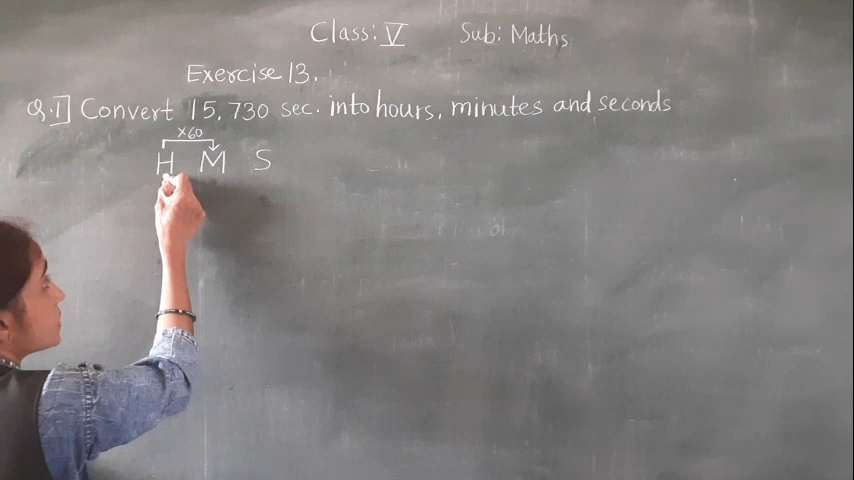 Class: V Sub: Maths
Exercise 13.
Q.1] Convert 15,730 sec. into hours, minutes and seconds
×60
H M S